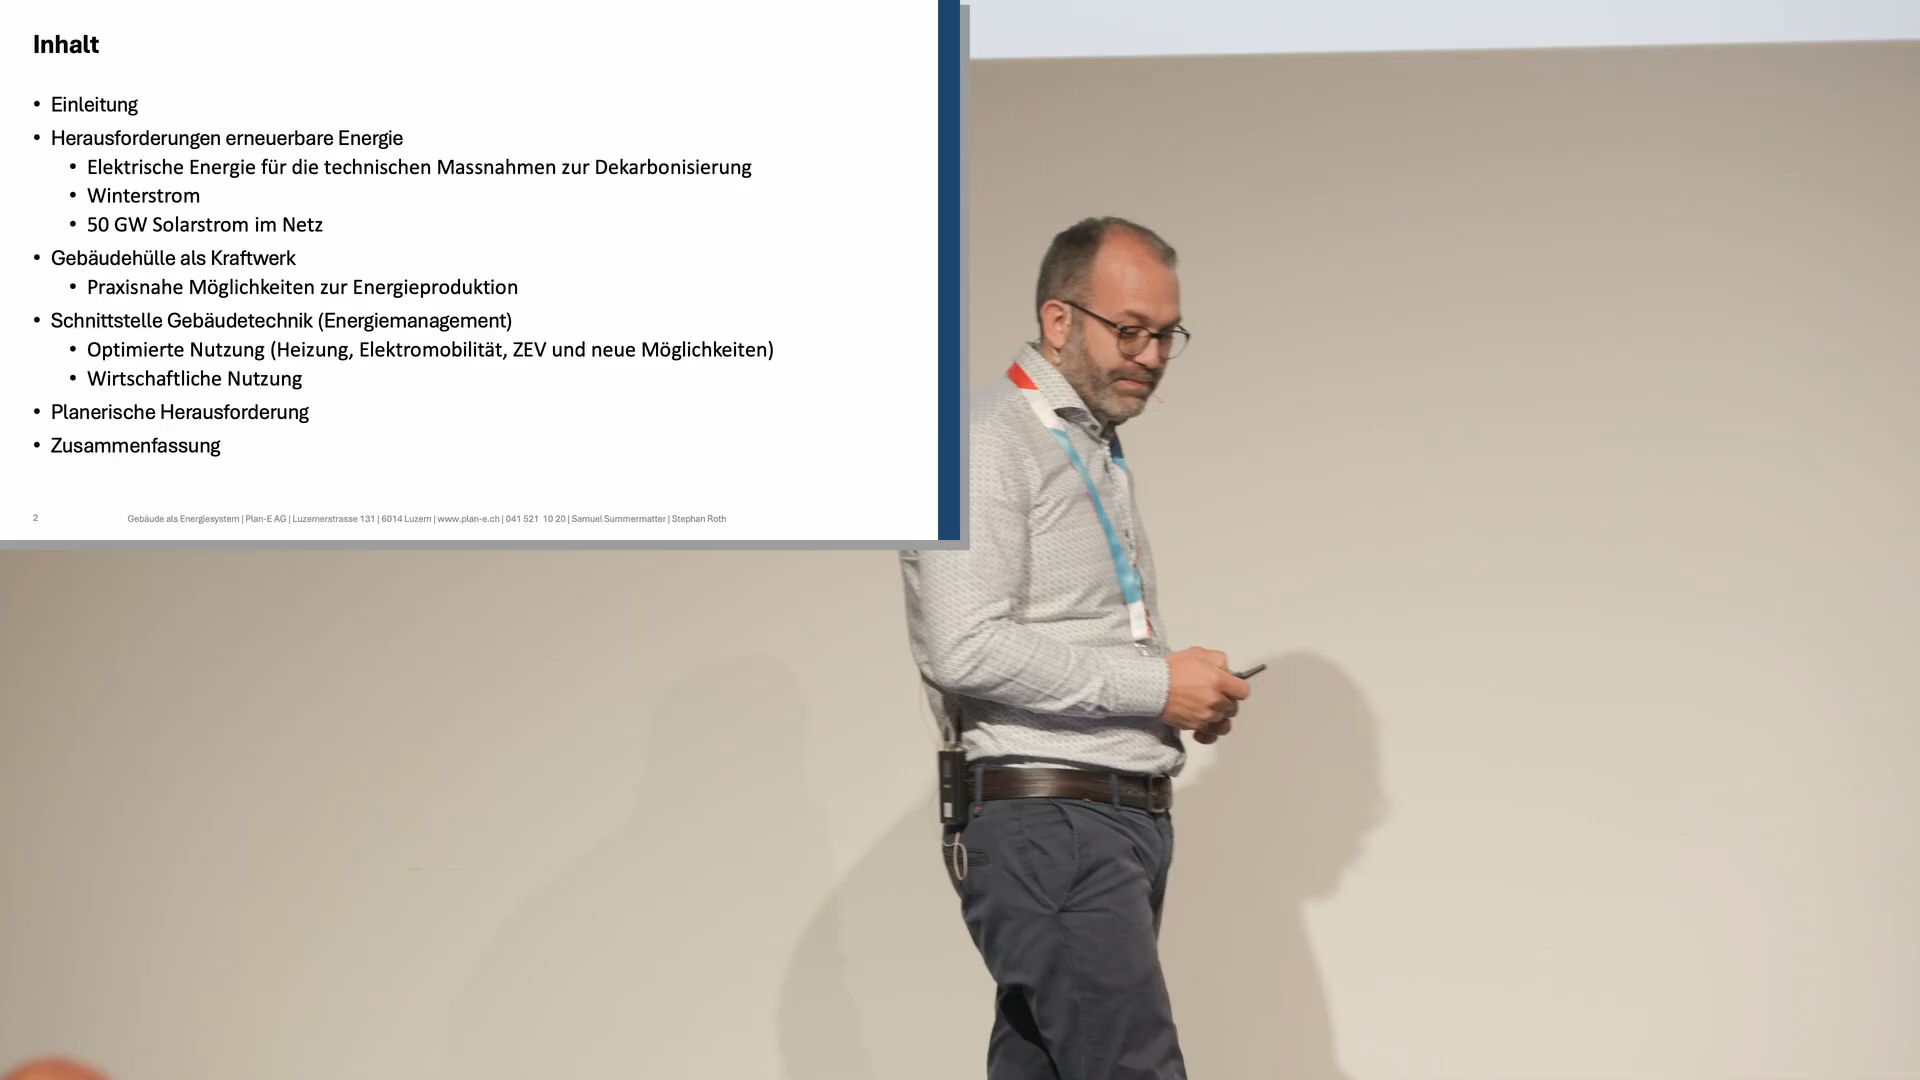 Inhalt
• Einleitung
• Herausforderungen erneuerbare Energie
• Elektrische Energie für die technischen Massnahmen zur Dekarbonisierung
• Winterstrom
• 50 GW Solarstrom im Netz
• Gebäudehülle als Kraftwerk
• Praxisnahe Möglichkeiten zur Energieproduktion
• Schnittstelle Gebäudetechnik (Energiemanagement)
• Optimierte Nutzung (Heizung, Elektromobilität, ZEV und neue Möglichkeiten)
• Wirtschaftliche Nutzung
• Planerische Herausforderung
• Zusammenfassung
2 Gebäude als Energiesystem | Plan-E AG | Luzernerstrasse 131 | 6014 Luzern | www.plan-e.ch | 041 521 10 20 | Samuel Summermatter | Stephan Roth